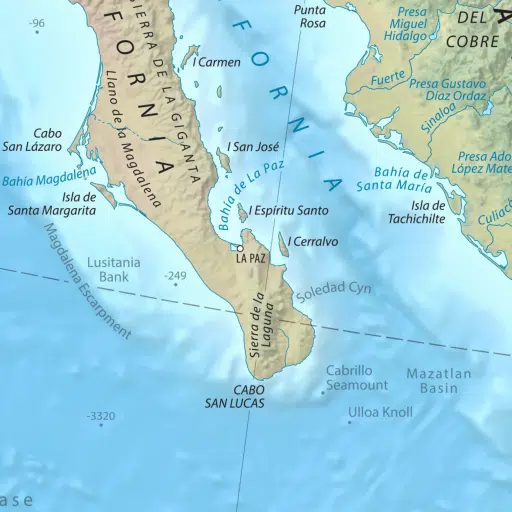 -96
Punta
Rosa
Presa
Miguel
Hidalgo
DEL
COBRE
A
FORNIA
SIERRA DE LA GIGANTA
Llano de la Magdalena
I Carmen
FORNIA
Fuerte
Presa Gustavo
Díaz Ordaz
Sinaloa
Cabo
San Lázaro
I San José
Bahía de La Paz
Bahía Magdalena
Isla de
Santa Margarita
I Espíritu Santo
Bahía de
Santa María
Presa Ado
López Mate
Isla de
Tachichilte
Culiac
I Cerralvo
LA PAZ
Magdalena Escarpment
Lusitania
Bank
-249
Soledad Cyn
Sierra de la
Laguna
CABO
SAN LUCAS
Cabrillo
Seamount
Mazatlan
Basin
Ulloa Knoll
-3320
ase